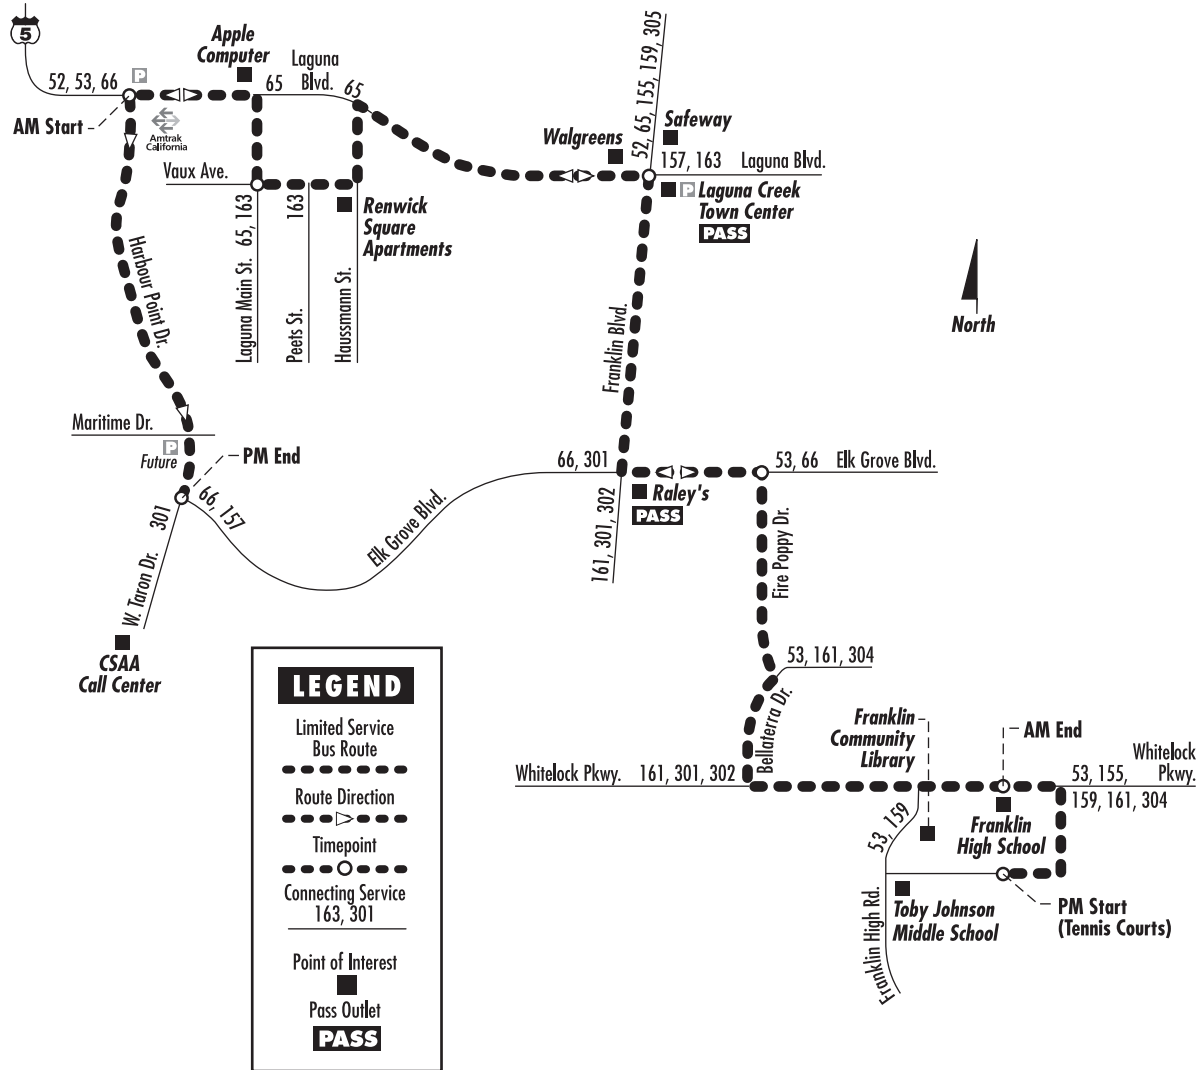 5
Apple
Computer
Laguna
Blvd.
52, 53, 66
P
65
65
AM Start
Amtrak
California
Vaux Ave.
65, 163
163
Renwick
Square
Apartments
Laguna Main St.
Peets St.
Haussmann St.
52, 65, 155, 159, 305
Safeway
Walgreens
157, 163
Laguna Blvd.
P
Laguna Creek
Town Center
PASS
North
Harbour Point Dr.
Franklin Blvd.
Maritime Dr.
P
Future
PM End
301
66, 157
W. Taron Dr.
CSAA
Call Center
Elk Grove Blvd.
66, 301
161, 301, 302
Raley's
PASS
53, 66
Elk Grove Blvd.
Fire Poppy Dr.
53, 161, 304
Bellaterra Dr.
Franklin
Community
Library
AM End
Whitelock Pkwy.
161, 301, 302
53, 155,
159, 161, 304
Whitelock
Pkwy.
53, 159
Franklin
High School
Franklin High Rd.
Toby Johnson
Middle School
PM Start
(Tennis Courts)
LEGEND
Limited Service
Bus Route
Route Direction
Timepoint
Connecting Service
163, 301
Point of Interest
Pass Outlet
PASS